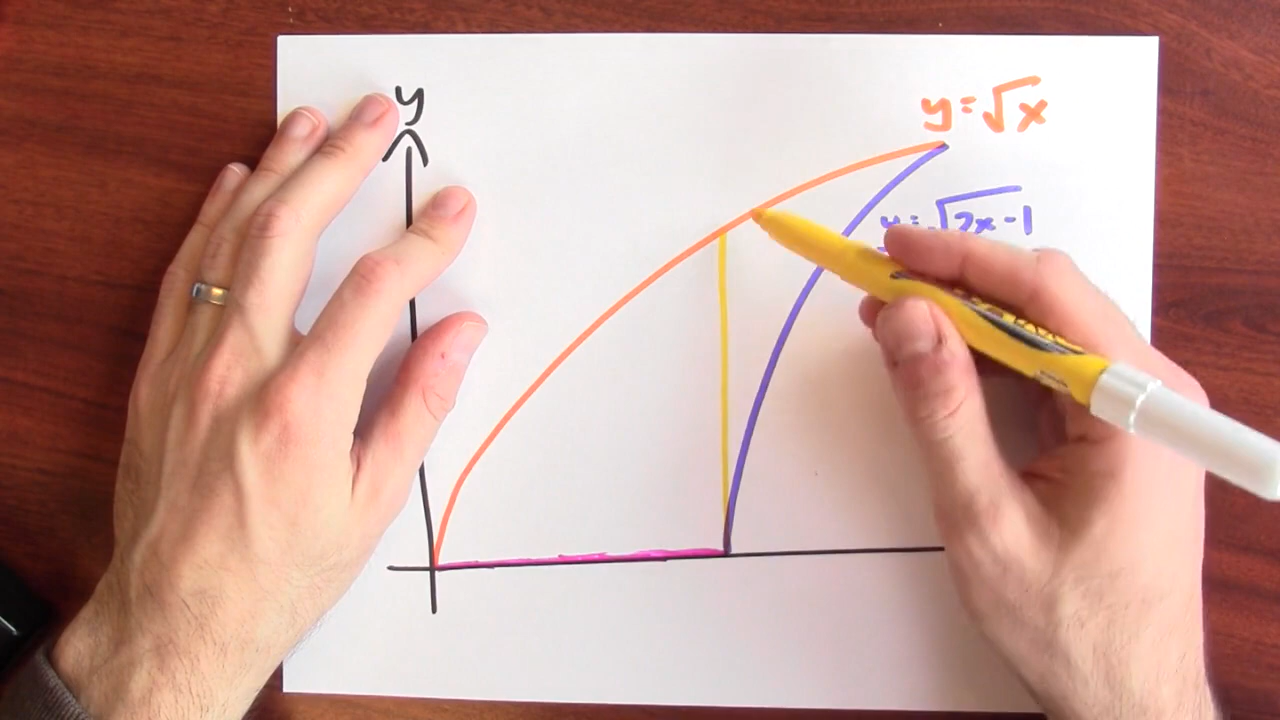 y
y=√x
y=√2x-1